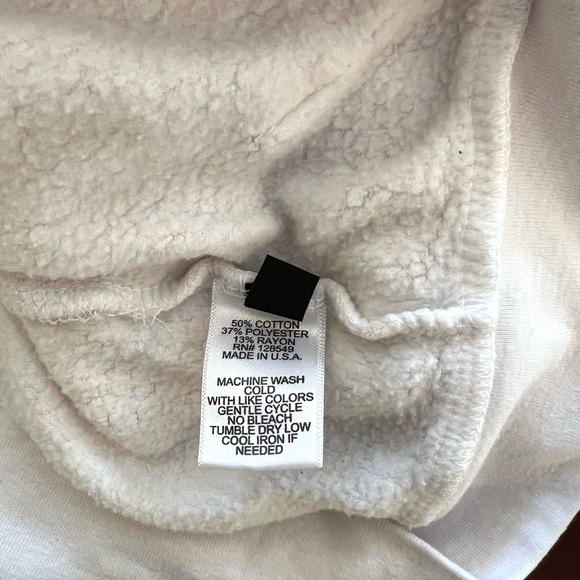 50% COTTON
37% POLYESTER
13% RAYON
RN# 128549
MADE IN U.S.A.
MACHINE WASH
COLD
WITH LIKE COLORS
GENTLE CYCLE
NO BLEACH
TUMBLE DRY LOW
COOL IRON IF
NEEDED